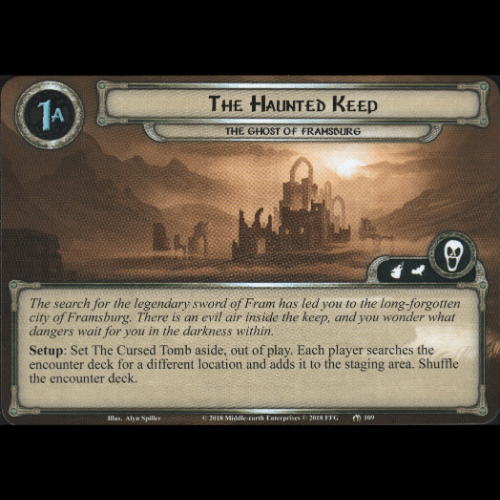 1A
The Haunted Keep
The Ghost of Framsburg
The search for the legendary sword of Fram has led you to the long-forgotten
city of Framsburg. There is an evil air inside the keep, and you wonder what
dangers wait for you in the darkness within.
Setup: Set The Cursed Tomb aside, out of play. Each player searches the
encounter deck for a different location and adds it to the staging area. Shuffle
the encounter deck.
Illus. Alyn Spiller © 2018 Middle-earth Enterprises © 2018 FFG 109